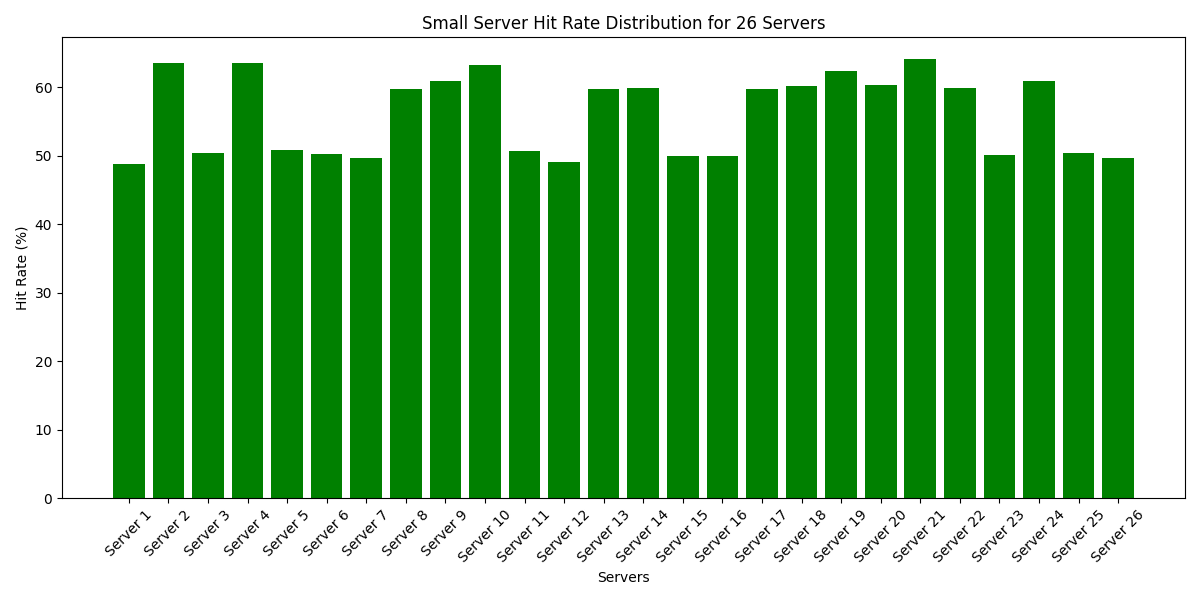 Small Server Hit Rate Distribution for 26 Servers
Hit Rate (%)
60
50
40
30
20
10
0
Server 1
Server 2
Server 3
Server 4
Server 5
Server 6
Server 7
Server 8
Server 9
Server 10
Server 11
Server 12
Server 13
Server 14
Server 15
Server 16
Server 17
Server 18
Server 19
Server 20
Server 21
Server 22
Server 23
Server 24
Server 25
Server 26
Servers